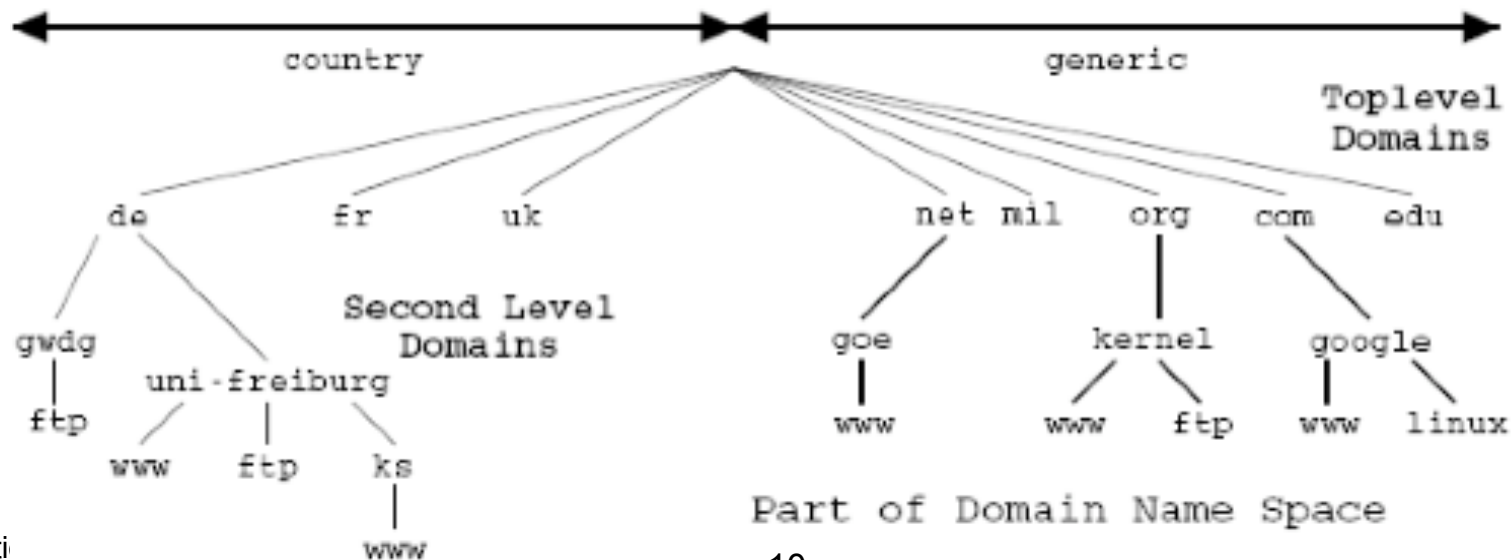 country generic
Toplevel
Domains
de fr uk net mil org com edu
Second Level
Domains
gwdg goe kernel google
uni-freiburg
ftp www www ftp www linux
www ftp ks
Part of Domain Name Space
www